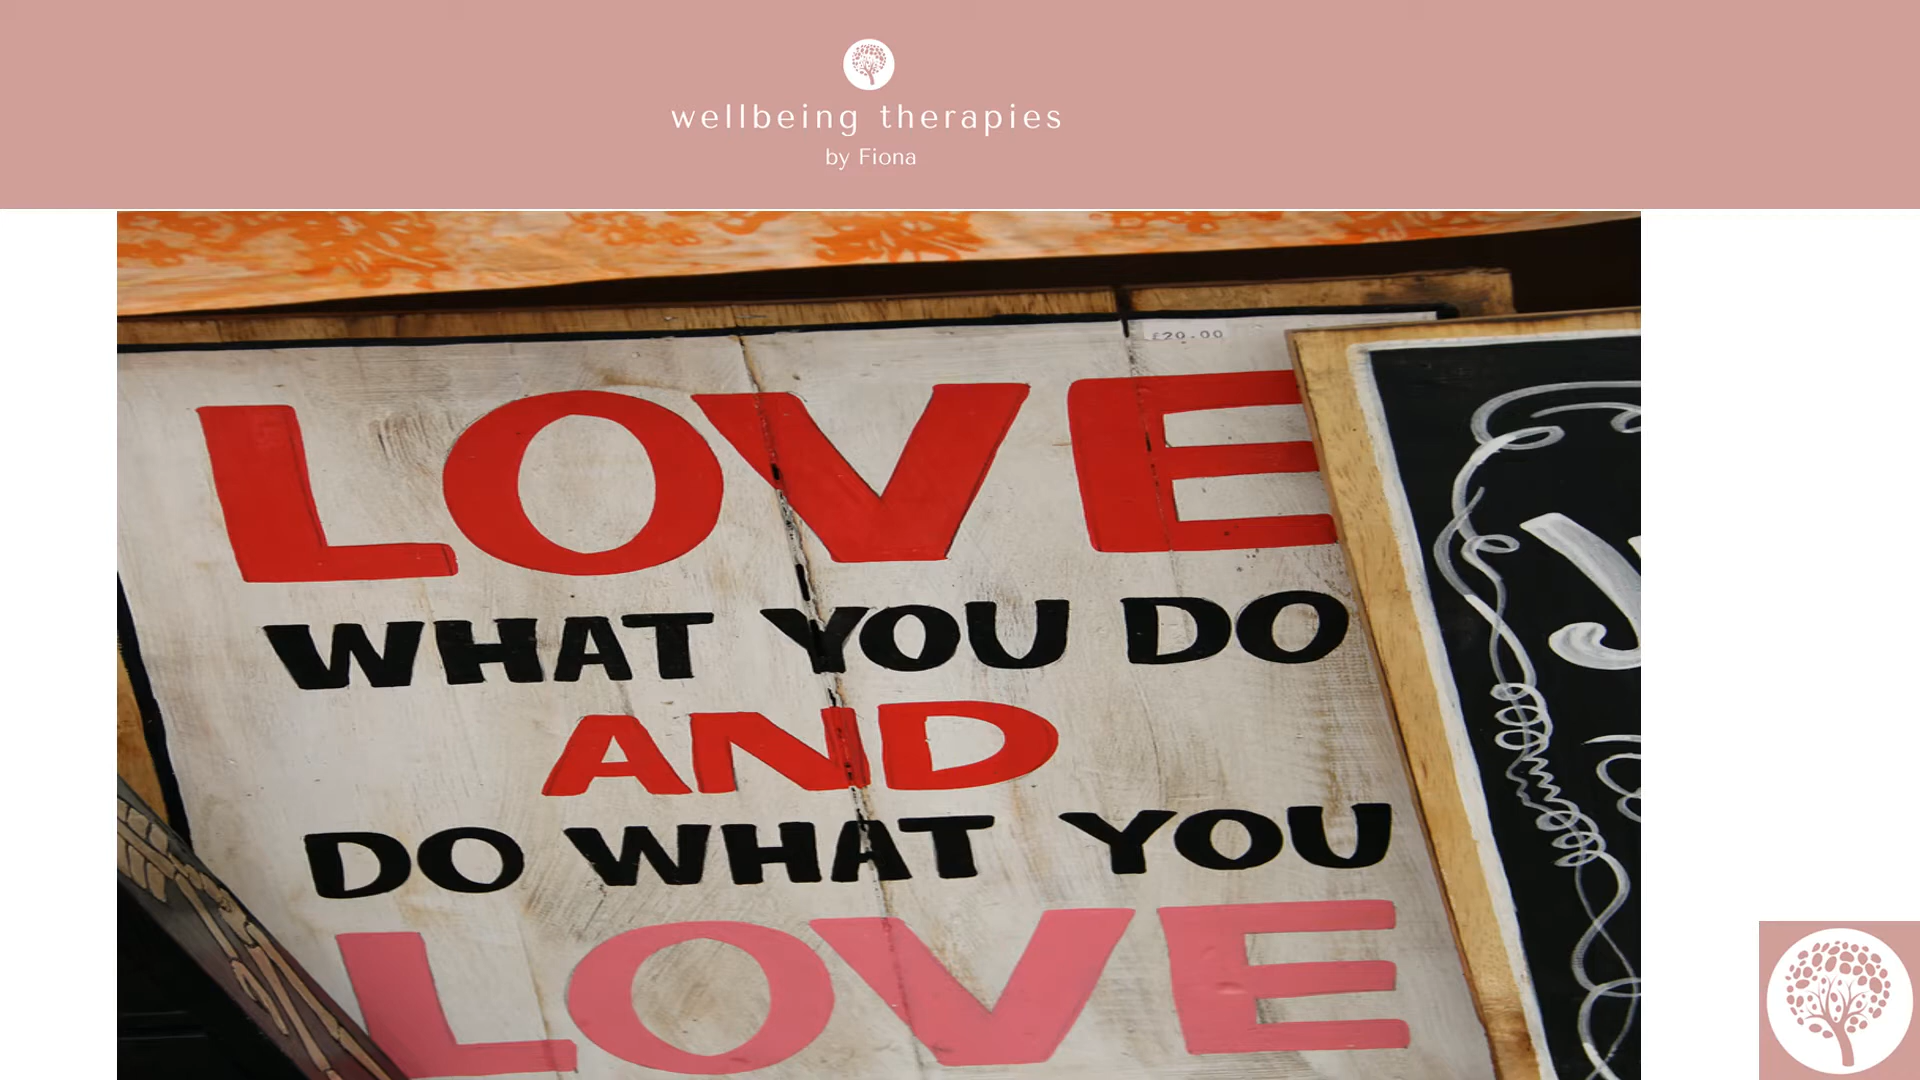 wellbeing therapies
by Fiona
£20.00
LOVE
WHAT YOU DO
AND
DO WHAT YOU
LOVE